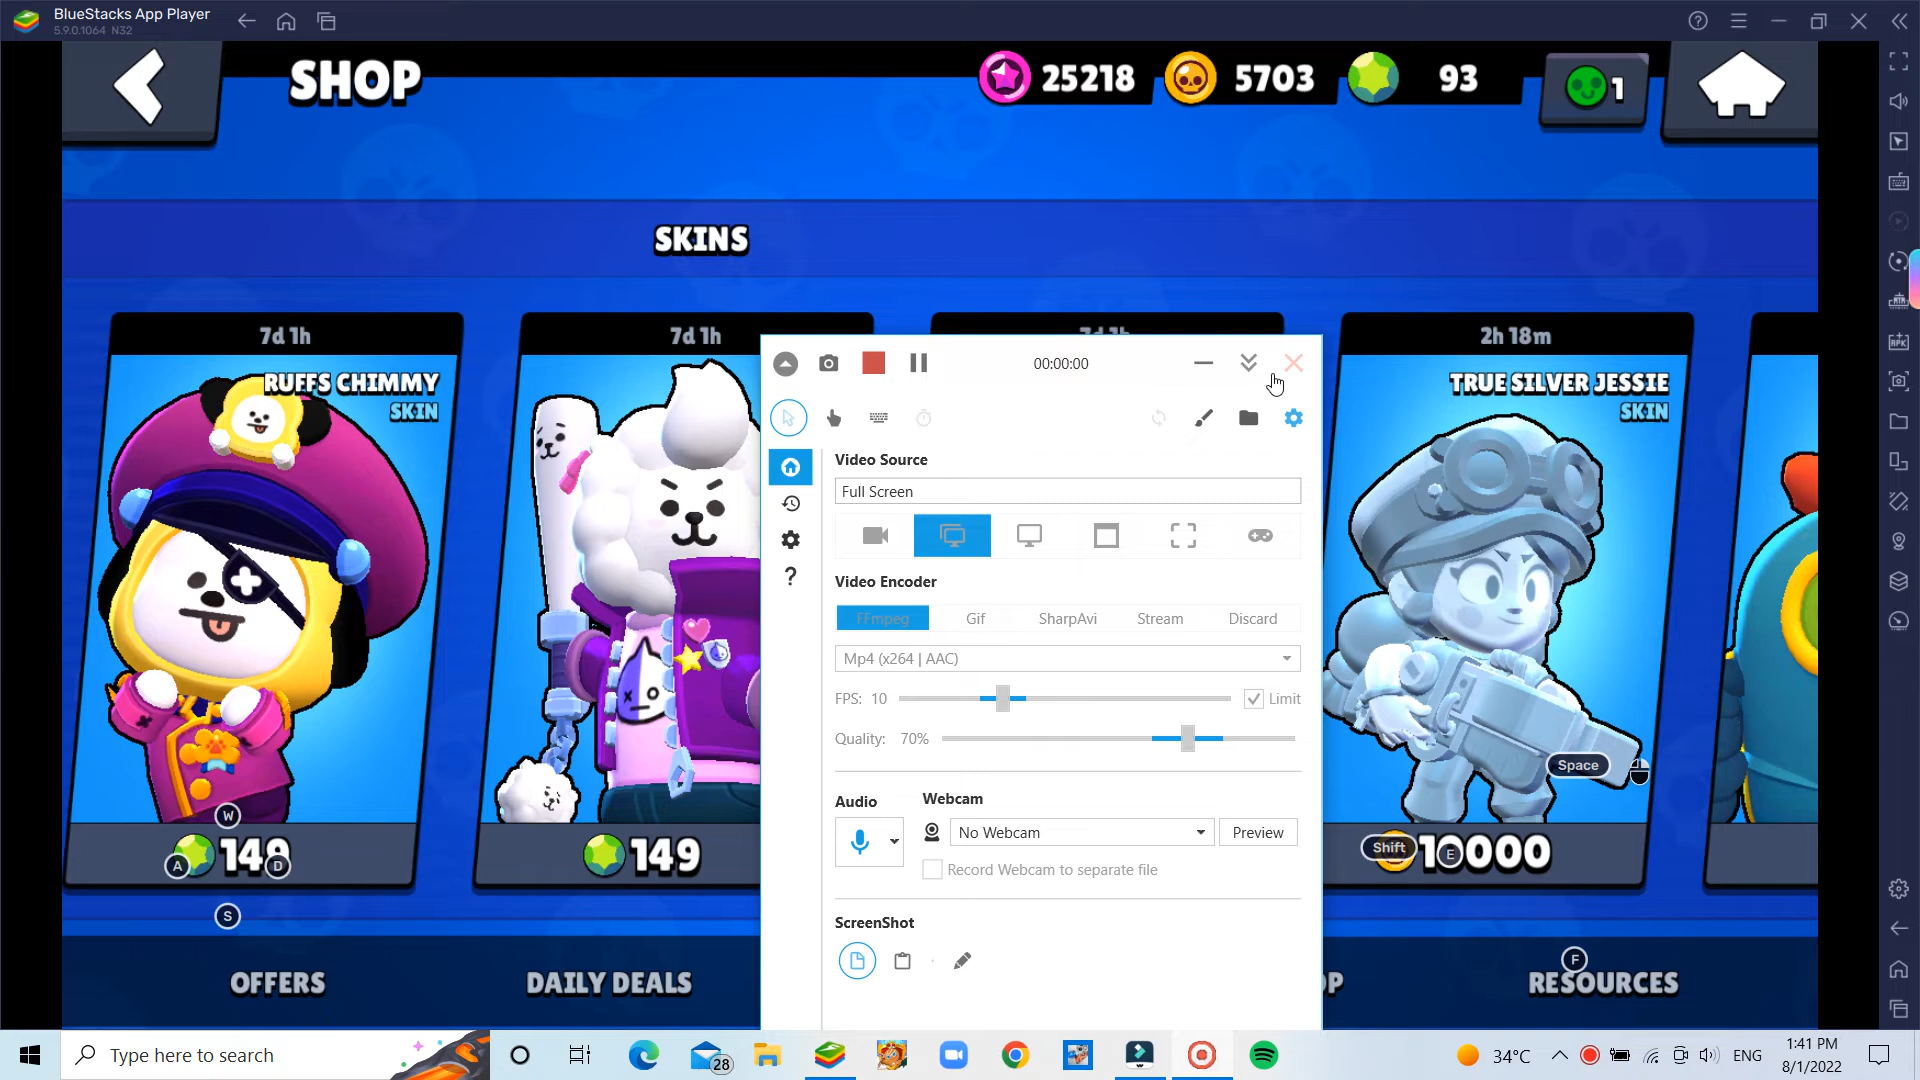 BlueStacks App Player
5.9.0.1064 N32
SHOP
25218
5703
93
1
SKINS
7d 1h
7d 1h
2h 18m
RUFFS CHIMMY
SKIN
TRUE SILVER JESSIE
SKIN
00:00:00
Video Source
Full Screen
Video Encoder
FFmpeg
Gif
SharpAvi
Stream
Discard
Mp4 (x264 | AAC)
FPS: 10
Limit
Quality: 70%
Audio
Webcam
No Webcam
Preview
Record Webcam to separate file
ScreenShot
W
A
D
S
149
149
Space
Shift
E
10000
F
OFFERS
DAILY DEALS
RESOURCES
Type here to search
28
34°C
ENG
1:41 PM
8/1/2022